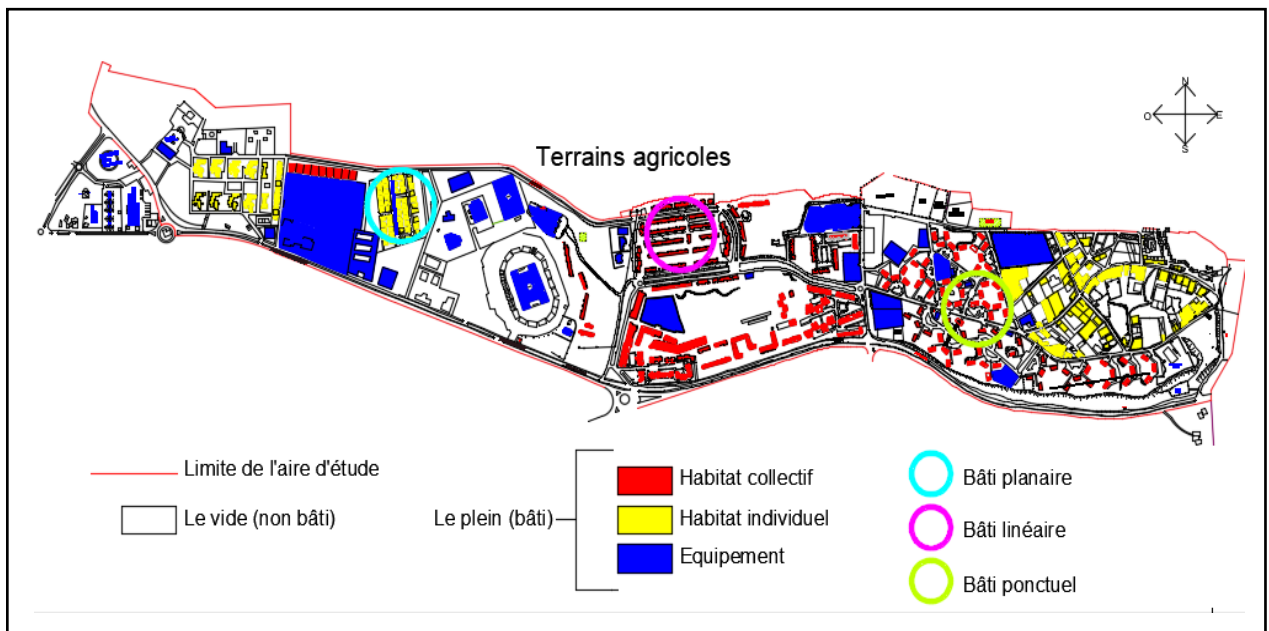 N
O E
S
Terrains agricoles
Limite de l'aire d'étude
Le vide (non bâti)
Le plein (bâti)
Habitat collectif
Habitat individuel
Equipement
Bâti planaire
Bâti linéaire
Bâti ponctuel